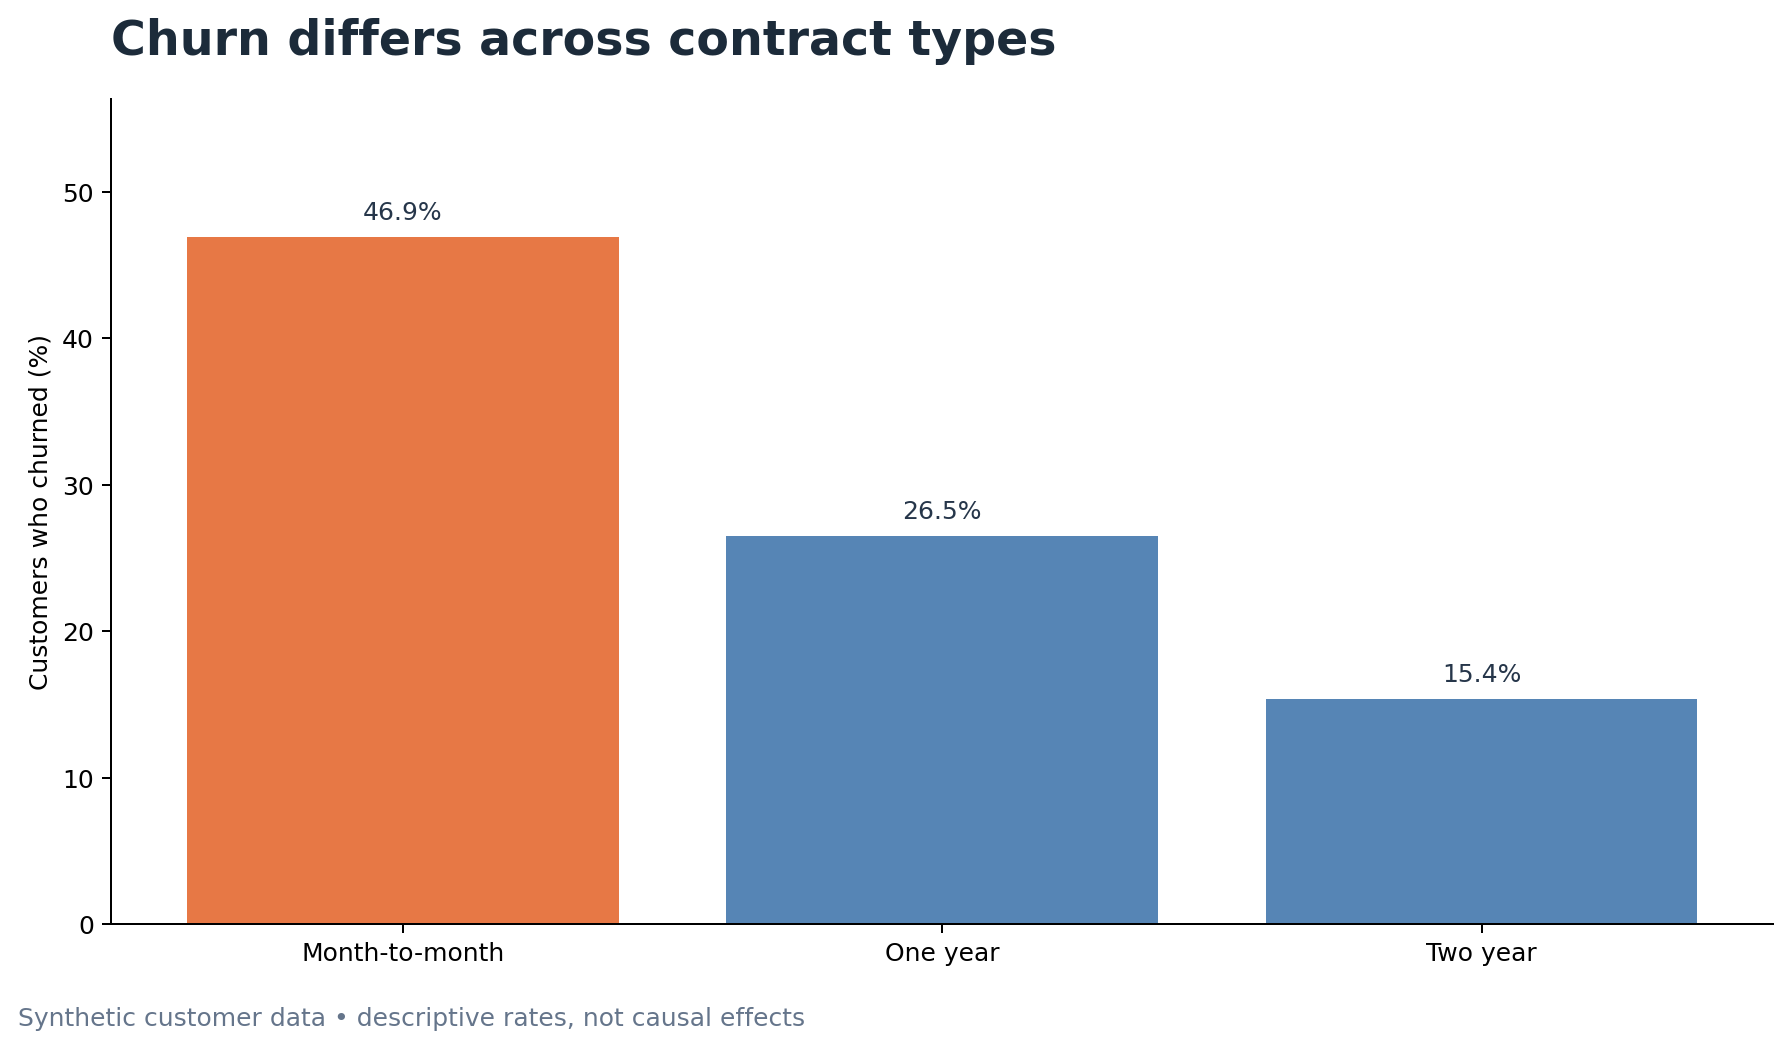 Churn differs across contract types
50
40
30
20
10
0
Customers who churned (%)
46.9%
26.5%
15.4%
Month-to-month
One year
Two year
Synthetic customer data • descriptive rates, not causal effects